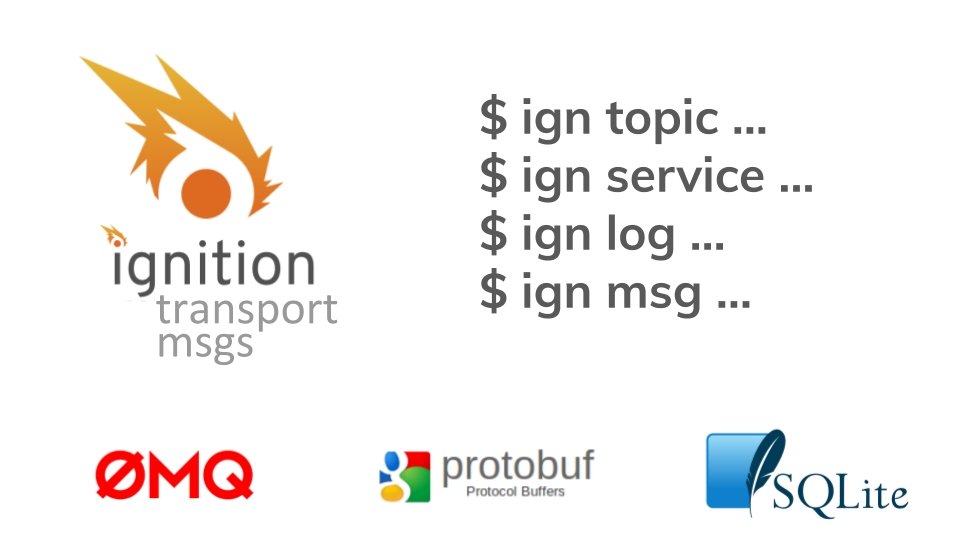 ignition
transport
msgs
$ ign topic ...
$ ign service ...
$ ign log ...
$ ign msg ...
ØMQ
protobuf
Protocol Buffers
SQLite